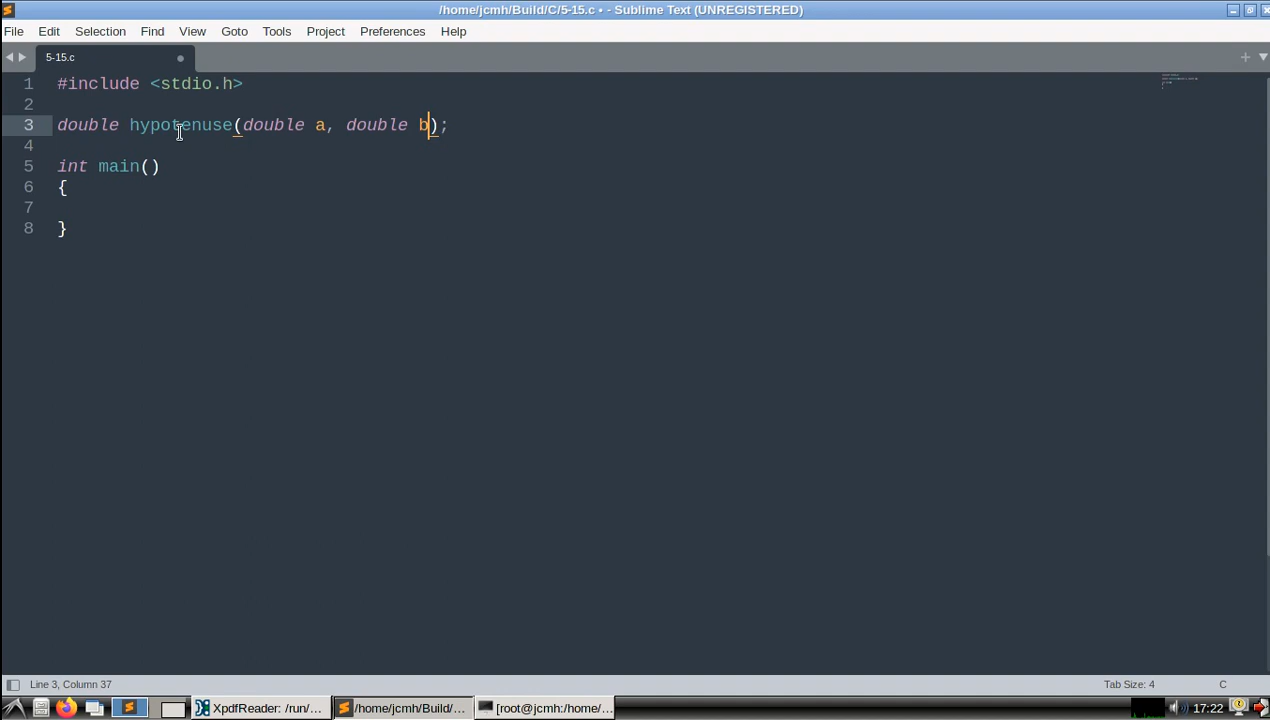 /home/jcmh/Build/C/5-15.c • - Sublime Text (UNREGISTERED)
File Edit Selection Find View Goto Tools Project Preferences Help
5-15.c
1 #include <stdio.h>
2
3 double hypotenuse(double a, double b);
4
5 int main()
6 {
7
8 }
Line 3, Column 37 Tab Size: 4 C
XpdfReader: /run/... /home/jcmh/Build/... [root@jcmh:/home/... 17:22